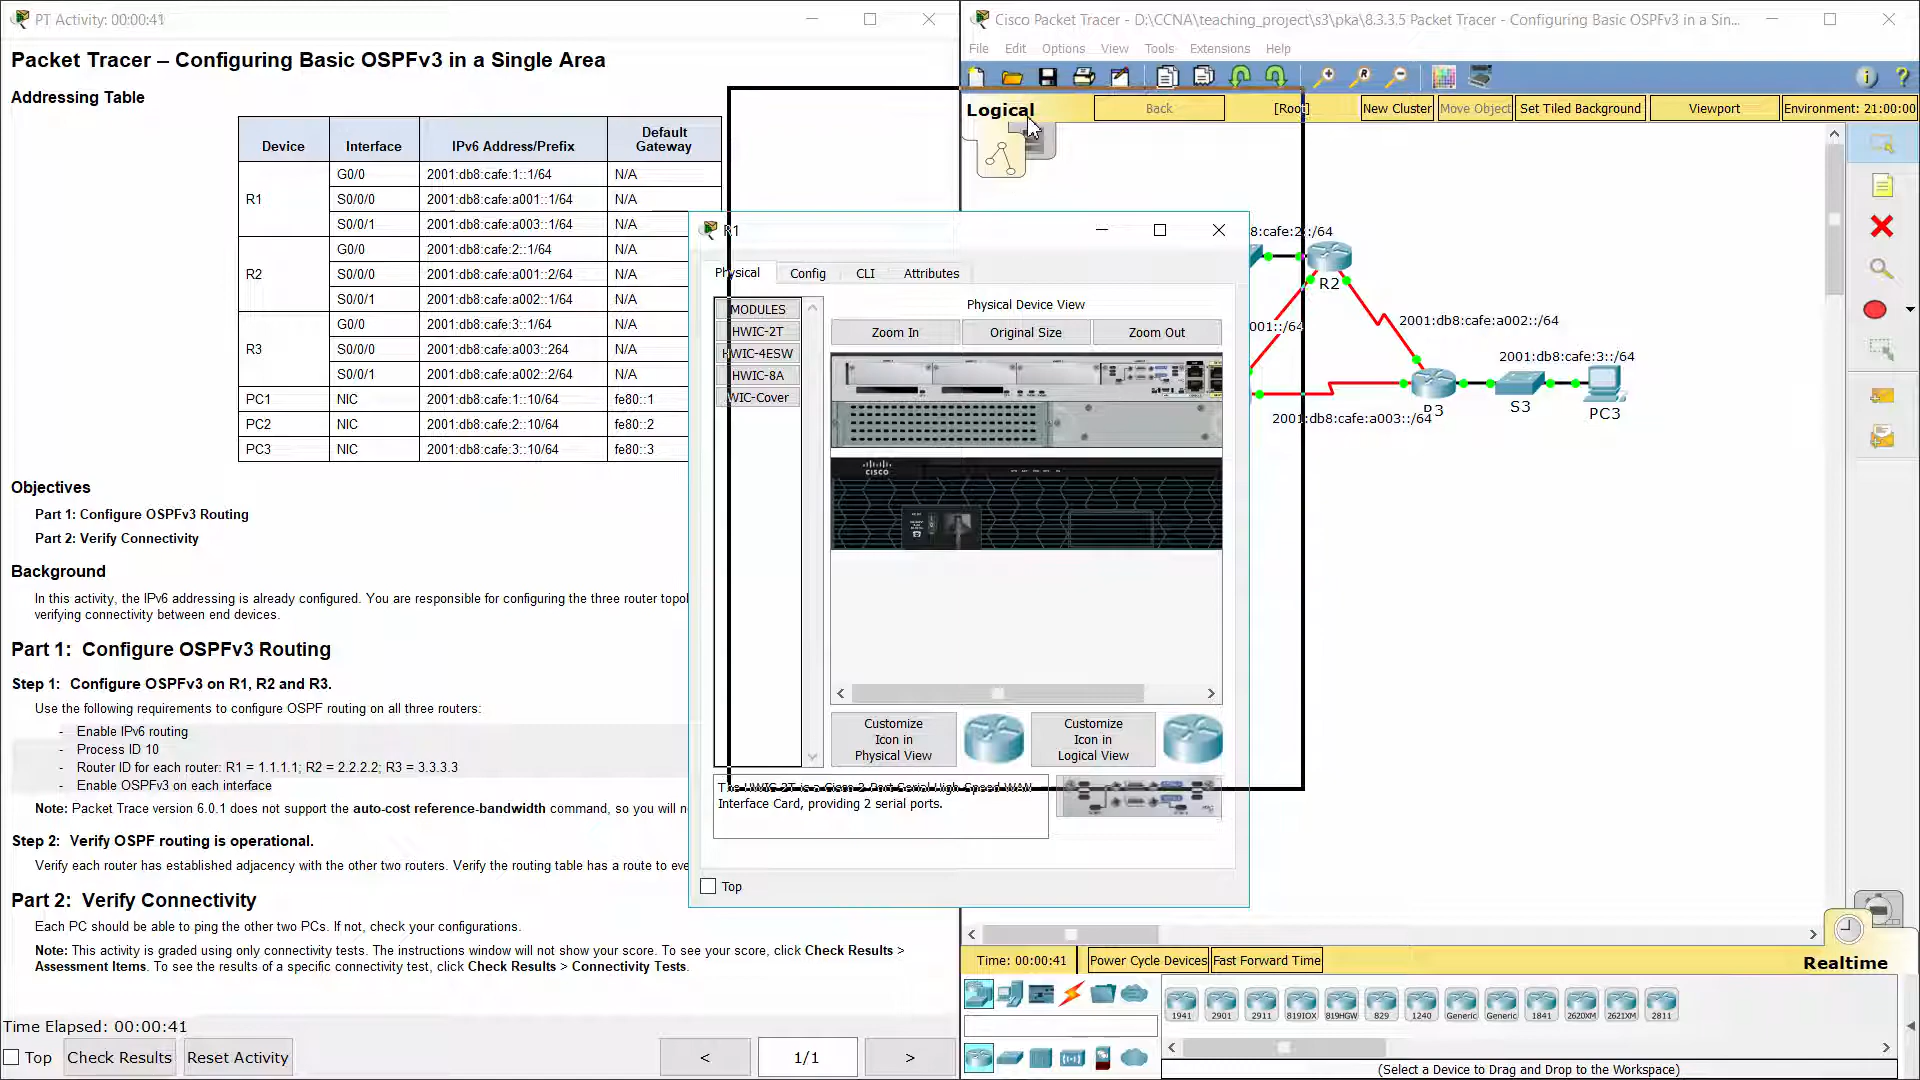 PT Activity: 00:00:41
Packet Tracer – Configuring Basic OSPFv3 in a Single Area
Addressing Table
Device Interface IPv6 Address/Prefix Default Gateway
R1 G0/0 2001:db8:cafe:1::1/64 N/A
S0/0/0 2001:db8:cafe:a001::1/64 N/A
S0/0/1 2001:db8:cafe:a003::1/64 N/A
R2 G0/0 2001:db8:cafe:2::1/64 N/A
S0/0/0 2001:db8:cafe:a001::2/64 N/A
S0/0/1 2001:db8:cafe:a002::1/64 N/A
R3 G0/0 2001:db8:cafe:3::1/64 N/A
S0/0/0 2001:db8:cafe:a003::264 N/A
S0/0/1 2001:db8:cafe:a002::2/64 N/A
PC1 NIC 2001:db8:cafe:1::10/64 fe80::1
PC2 NIC 2001:db8:cafe:2::10/64 fe80::2
PC3 NIC 2001:db8:cafe:3::10/64 fe80::3
Objectives
Part 1: Configure OSPFv3 Routing
Part 2: Verify Connectivity
Background
In this activity, the IPv6 addressing is already configured. You are responsible for configuring the three router topol
verifying connectivity between end devices.
Part 1: Configure OSPFv3 Routing
Step 1: Configure OSPFv3 on R1, R2 and R3.
Use the following requirements to configure OSPF routing on all three routers:
- Enable IPv6 routing
- Process ID 10
- Router ID for each router: R1 = 1.1.1.1; R2 = 2.2.2.2; R3 = 3.3.3.3
- Enable OSPFv3 on each interface
Note: Packet Trace version 6.0.1 does not support the auto-cost reference-bandwidth command, so you will n
Step 2: Verify OSPF routing is operational.
Verify each router has established adjacency with the other two routers. Verify the routing table has a route to eve
Part 2: Verify Connectivity
Each PC should be able to ping the other two PCs. If not, check your configurations.
Note: This activity is graded using only connectivity tests. The instructions window will not show your score. To see your score, click Check Results >
Assessment Items. To see the results of a specific connectivity test, click Check Results > Connectivity Tests.
Time Elapsed: 00:00:41
Top Check Results Reset Activity < 1/1 >
R1
Physical Config CLI Attributes
MODULES
HWIC-2T
HWIC-4ESW
HWIC-8A
WIC-Cover
Physical Device View
Zoom In Original Size Zoom Out
CISCO
Customize Icon in Physical View
Customize Icon in Logical View
The HWIC-2T is a Cisco 2-Port Serial High-Speed WAN
Interface Card, providing 2 serial ports.
Top
Cisco Packet Tracer - D:\CCNA\teaching_project\s3\pka\8.3.3.5 Packet Tracer - Configuring Basic OSPFv3 in a Sin...
File Edit Options View Tools Extensions Help
Logical Back [Root] New Cluster Move Object Set Tiled Background Viewport Environment: 21:00:00
8:cafe:2::/64
R2
001::/64
2001:db8:cafe:a002::/64
2001:db8:cafe:3::/64
2001:db8:cafe:a003::/64
R3
S3
PC3
Time: 00:00:41 Power Cycle Devices Fast Forward Time
Realtime
1941 2901 2911 819IOX 819HGW 829 1240 Generic Generic 1841 2620XM 2621XM 2811
(Select a Device to Drag and Drop to the Workspace)